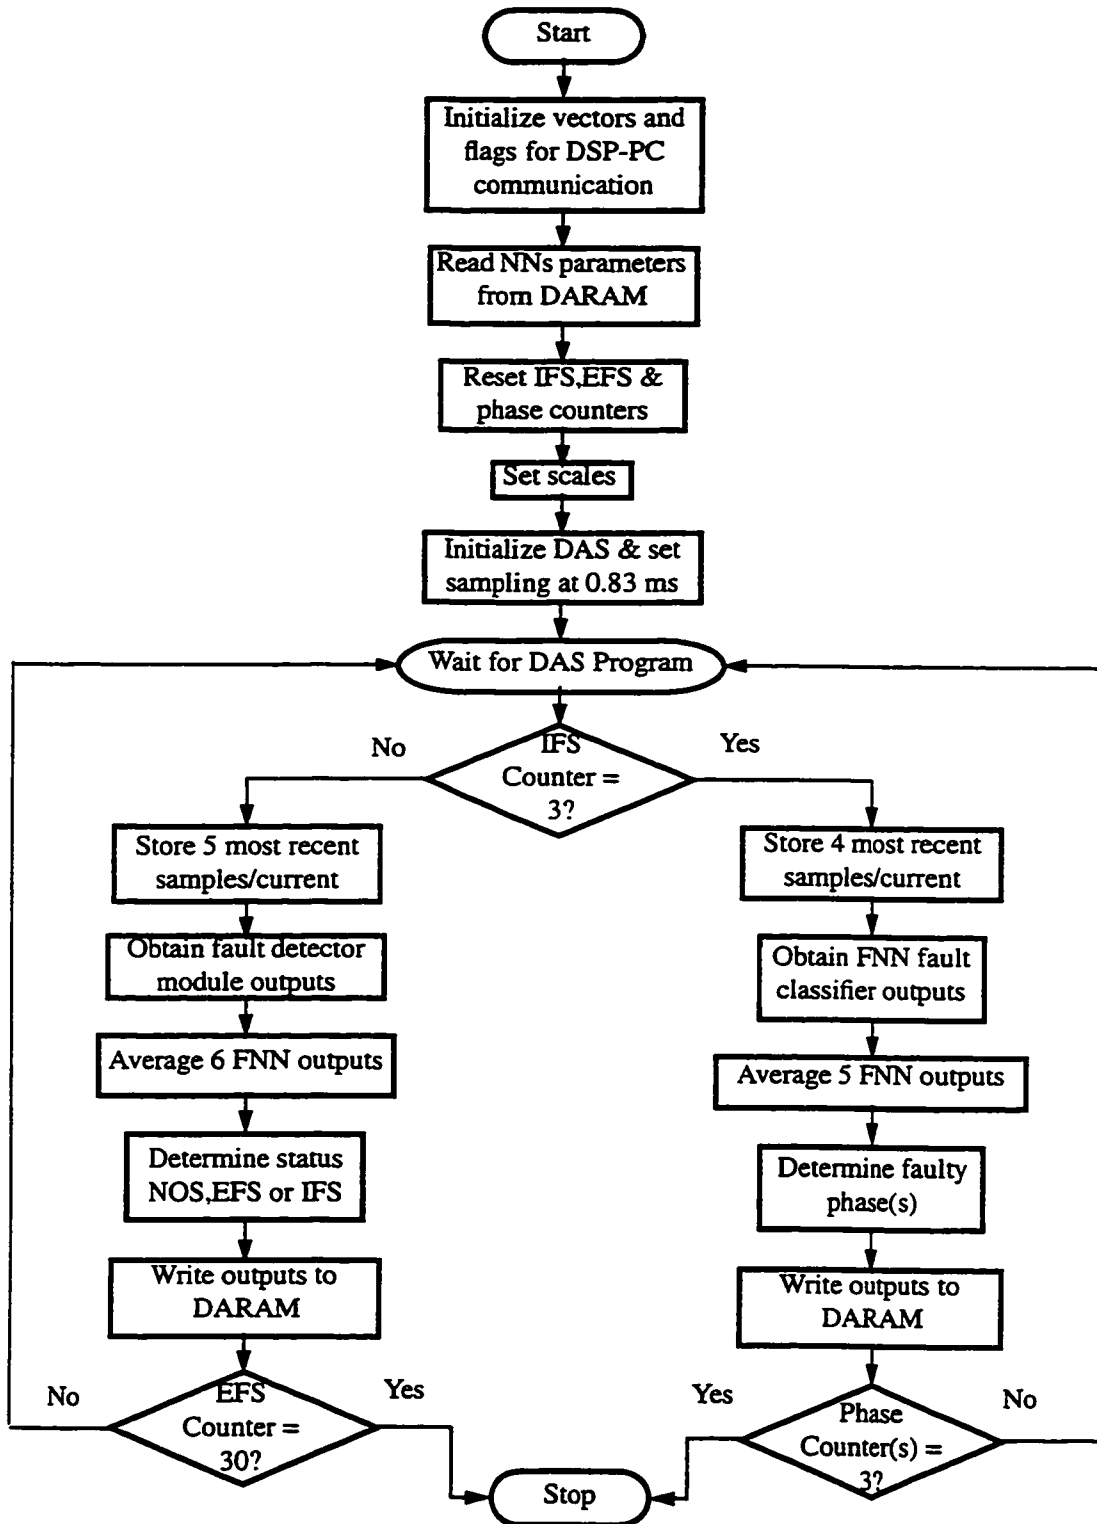 Start
Initialize vectors and
flags for DSP-PC
communication
Read NNs parameters
from DARAM
Reset IFS,EFS &
phase counters
Set scales
Initialize DAS & set
sampling at 0.83 ms
Wait for DAS Program
No
IFS
Counter =
3?
Yes
Store 5 most recent
samples/current
Obtain fault detector
module outputs
Average 6 FNN outputs
Determine status
NOS,EFS or IFS
Write outputs to
DARAM
No
EFS
Counter =
30?
Yes
Store 4 most recent
samples/current
Obtain FNN fault
classifier outputs
Average 5 FNN outputs
Determine faulty
phase(s)
Write outputs to
DARAM
Yes
Phase
Counter(s) =
3?
No
Stop